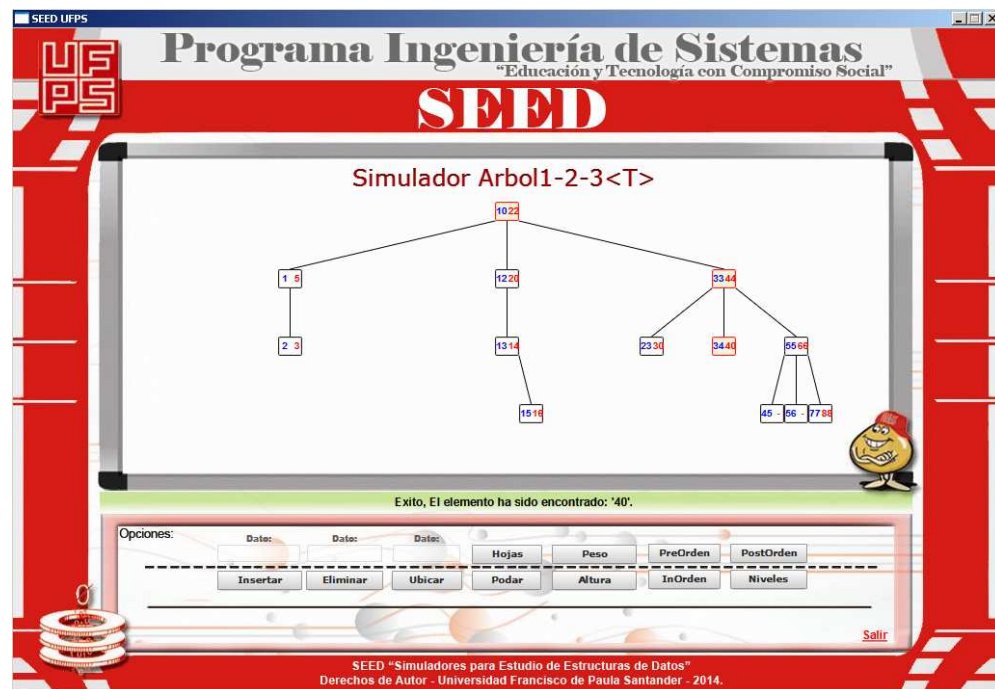 SEED UFPS
UF
PS
Programa Ingeniería de Sistemas
“Educación y Tecnología con Compromiso Social”
SEED
Simulador Arbol1-2-3<T>
10 22
1 5 12 20 33 44
2 3 13 14 23 30 34 40 55 66
15 16 45 - 56 - 77 88
Exito, El elemento ha sido encontrado: '40'.
Opciones:
Dato: Dato: Dato:
Hojas Peso PreOrden PostOrden
Insertar Eliminar Ubicar Podar Altura InOrden Niveles
Salir
SEED “Simuladores para Estudio de Estructuras de Datos”
Derechos de Autor - Universidad Francisco de Paula Santander - 2014.